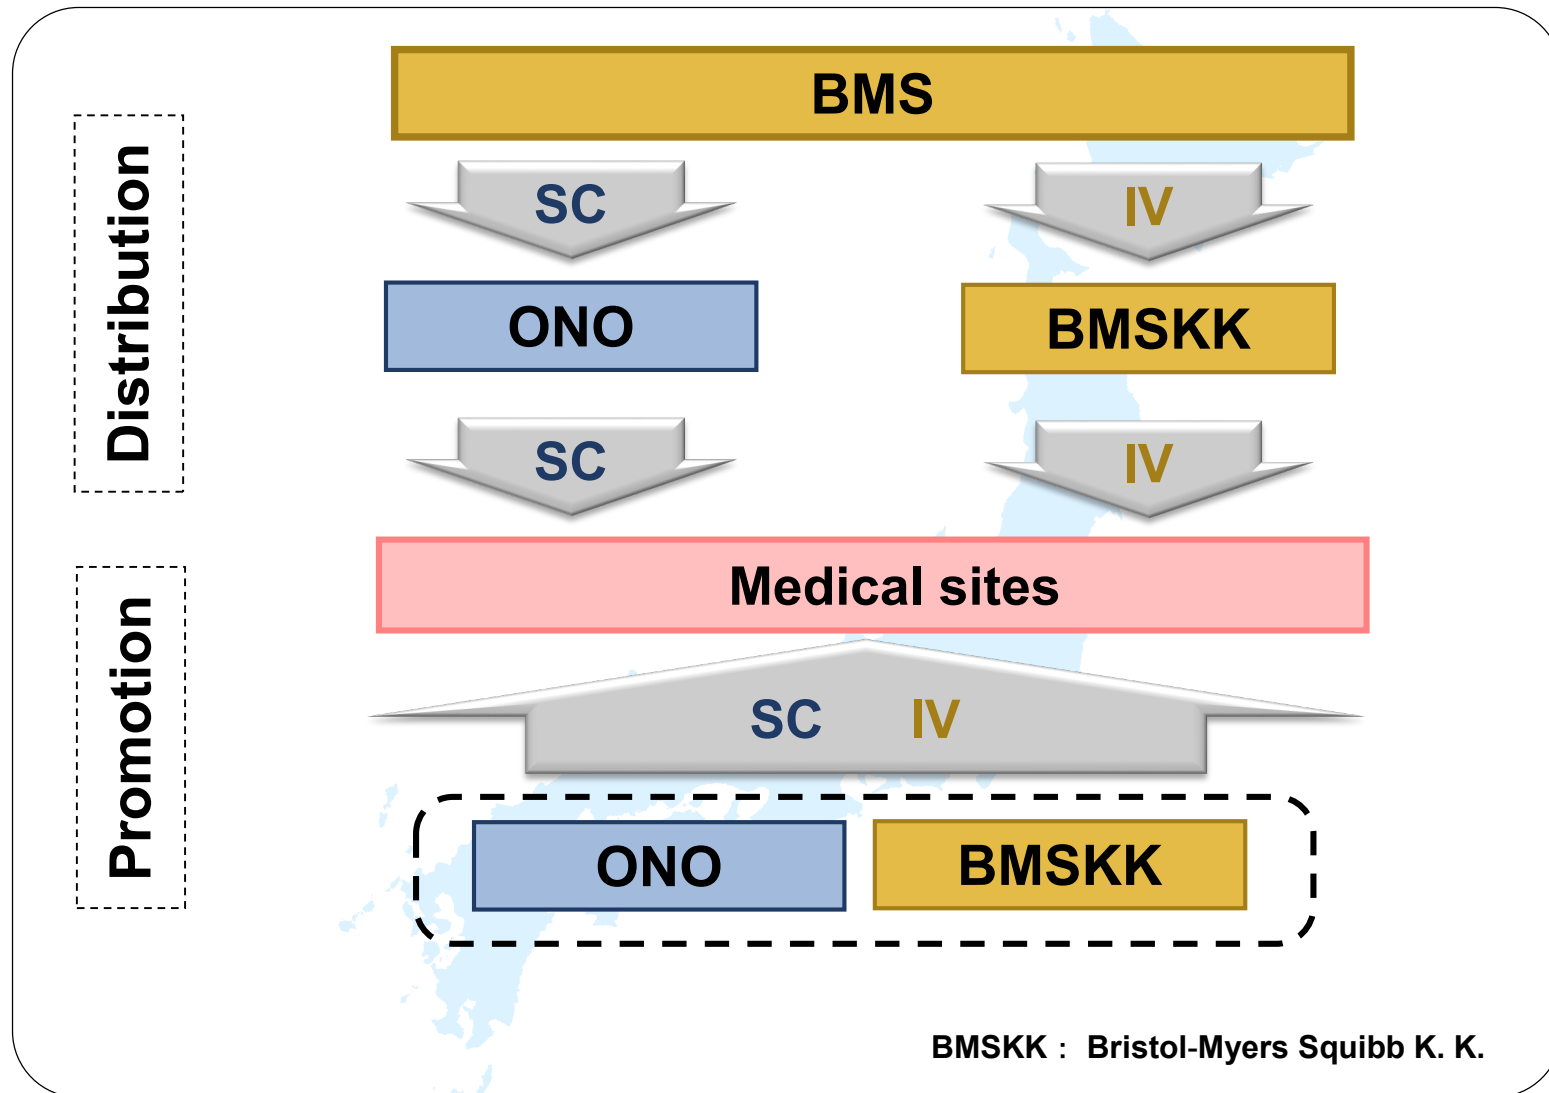 BMS
Distribution
SC
IV
ONO
BMSKK
SC
IV
Medical sites
Promotion
SC IV
ONO
BMSKK
BMSKK : Bristol-Myers Squibb K. K.